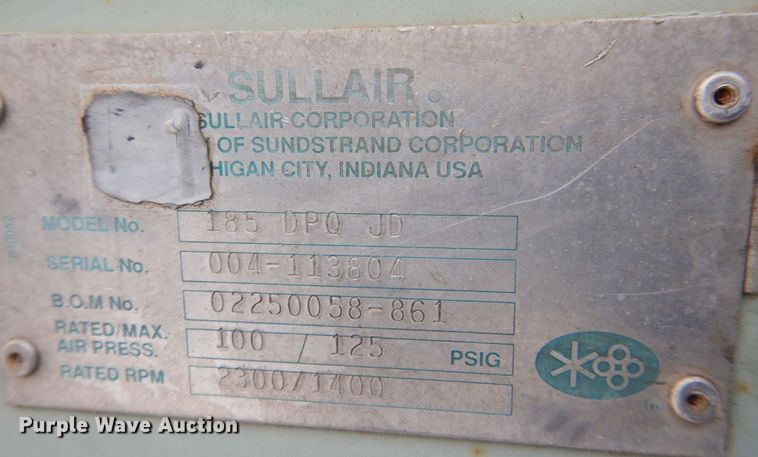 SULLAIR
SULLAIR CORPORATION
OF SUNDSTRAND CORPORATION
HIGAN CITY, INDIANA USA
MODEL No. 185 DPQ JD
SERIAL No. 004-113804
B.O.M No. 02250058-861
RATED/MAX. AIR PRESS. 100 / 125 PSIG
RATED RPM 2300/1400
Purple Wave Auction